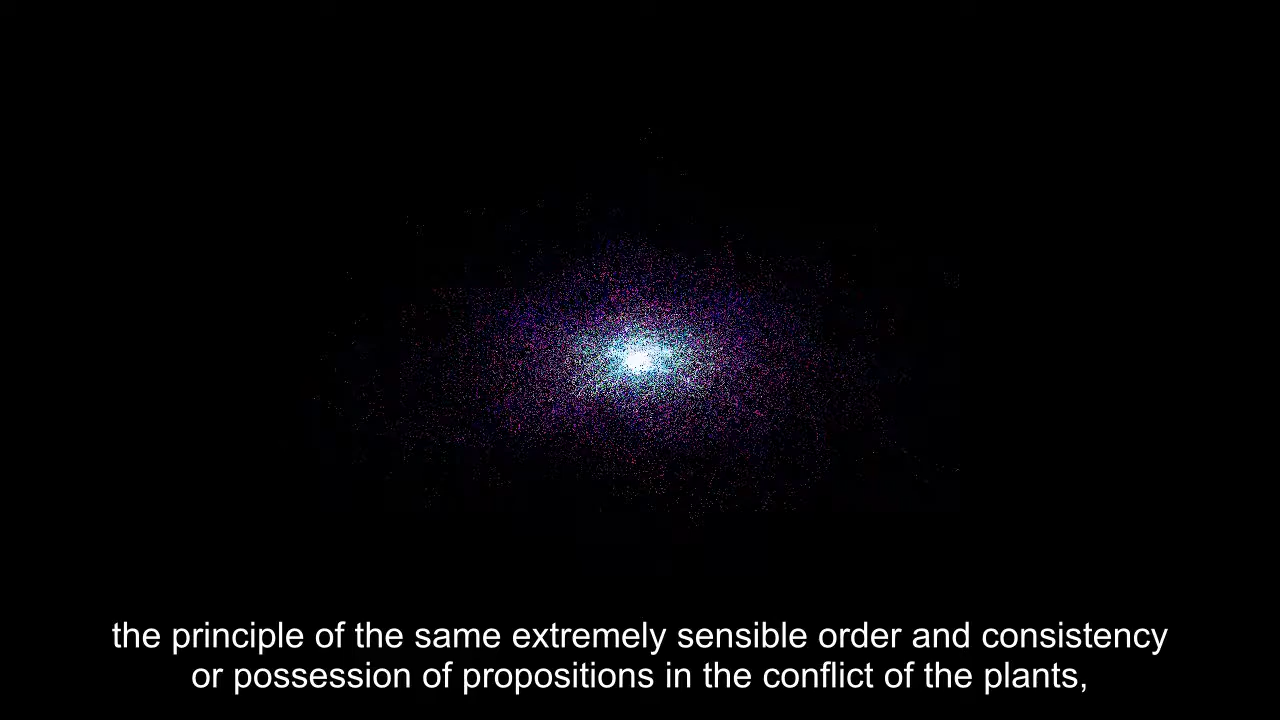 the principle of the same extremely sensible order and consistency
or possession of propositions in the conflict of the plants,